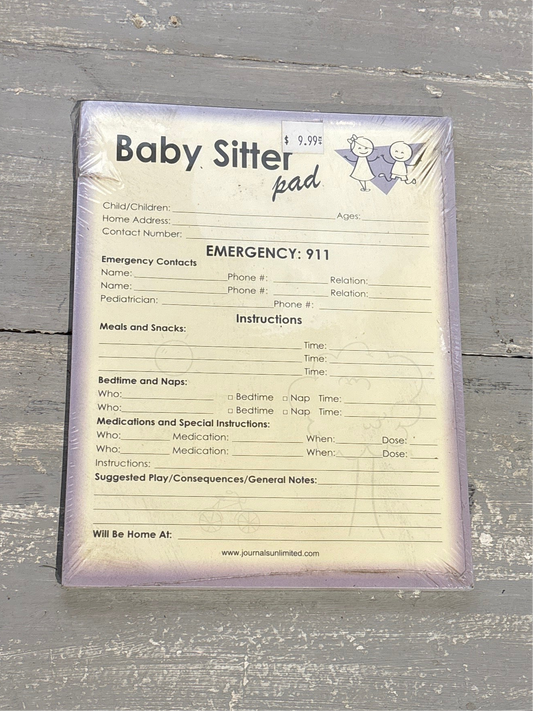 $ 9.99
Baby Sitter
pad
Child/Children: Ages:
Home Address:
Contact Number:
EMERGENCY: 911
Emergency Contacts
Name: Phone #: Relation:
Name: Phone #: Relation:
Pediatrician: Phone #:
Instructions
Meals and Snacks:
Time:
Time:
Time:
Bedtime and Naps:
Who: □ Bedtime □ Nap Time:
Who: □ Bedtime □ Nap Time:
Medications and Special Instructions:
Who: Medication: When: Dose:
Who: Medication: When: Dose:
Instructions:
Suggested Play/Consequences/General Notes:
Will Be Home At:
www.journalsunlimited.com